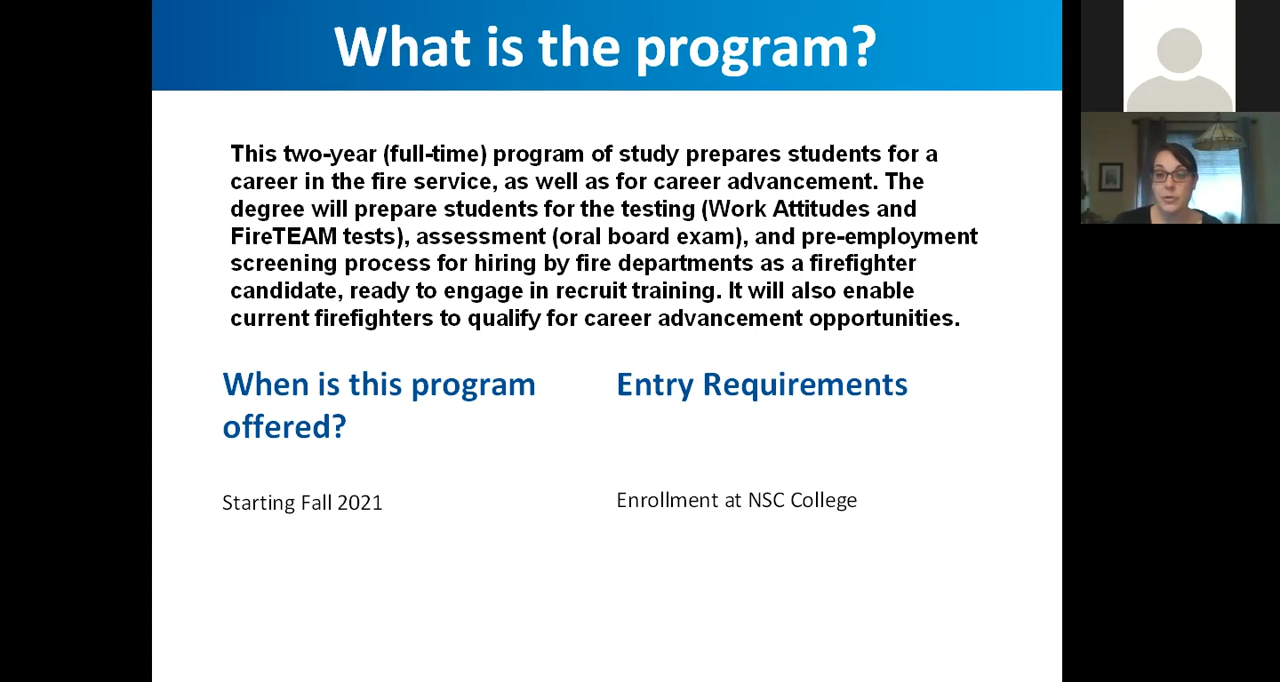 What is the program?
This two-year (full-time) program of study prepares students for a
career in the fire service, as well as for career advancement. The
degree will prepare students for the testing (Work Attitudes and
FireTEAM tests), assessment (oral board exam), and pre-employment
screening process for hiring by fire departments as a firefighter
candidate, ready to engage in recruit training. It will also enable
current firefighters to qualify for career advancement opportunities.
When is this program
offered?
Starting Fall 2021
Entry Requirements
Enrollment at NSC College